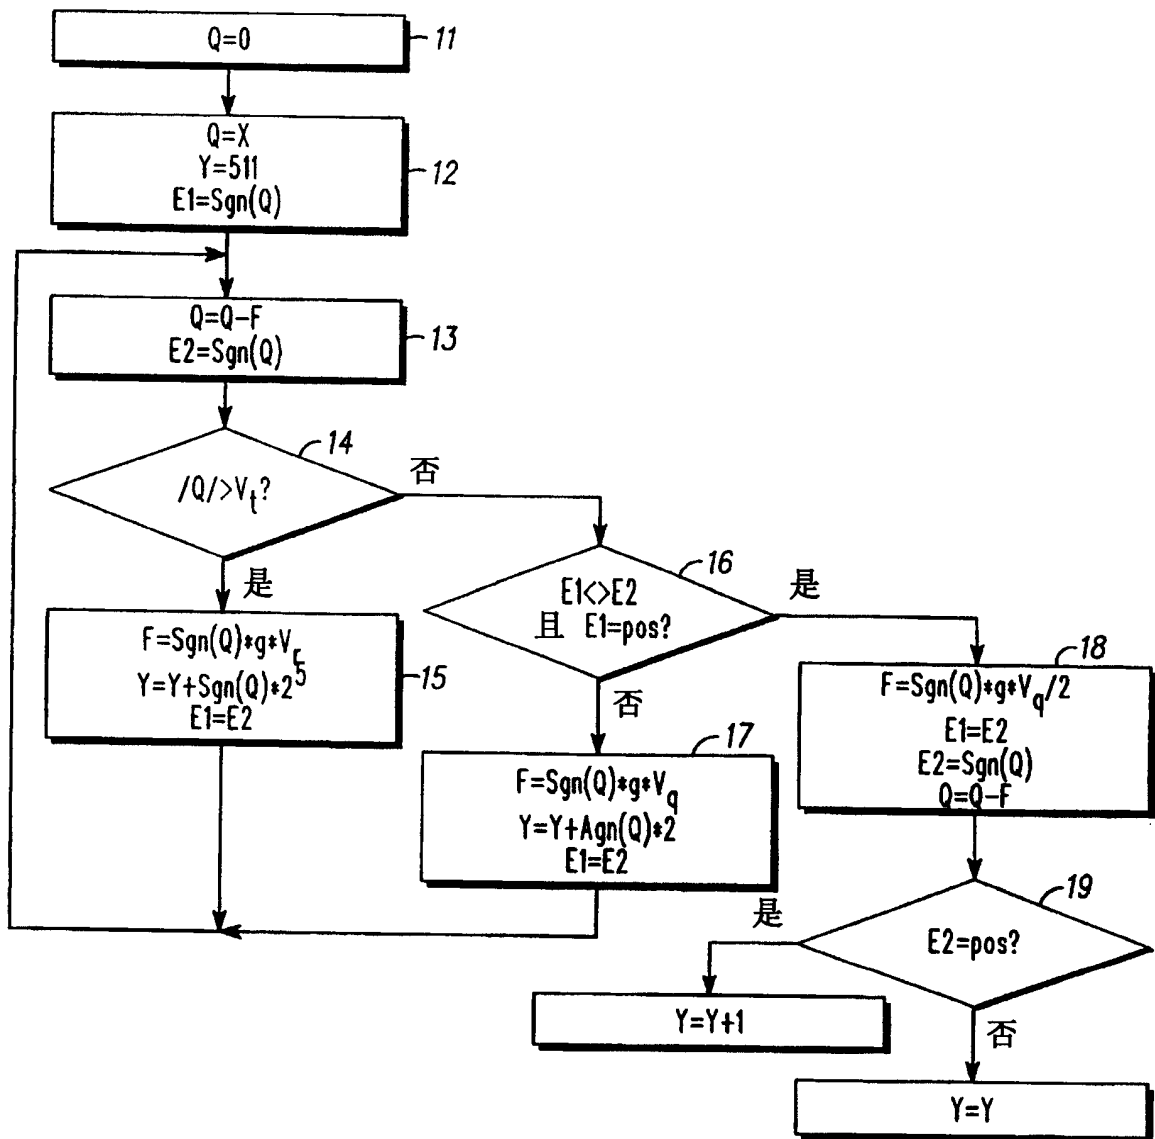 Q=0
11
Q=X
Y=511
E1=Sgn(Q)
12
Q=Q-F
E2=Sgn(Q)
13
14
/Q/>Vt?
否
是
F=Sgn(Q)*g*Vr
Y=Y+Sgn(Q)*2^5
E1=E2
15
16
E1<>E2
且 E1=pos?
是
否
17
F=Sgn(Q)*g*Vq
Y=Y+Agn(Q)*2
E1=E2
18
F=Sgn(Q)*g*Vq/2
E1=E2
E2=Sgn(Q)
Q=Q-F
19
E2=pos?
是
否
Y=Y+1
Y=Y